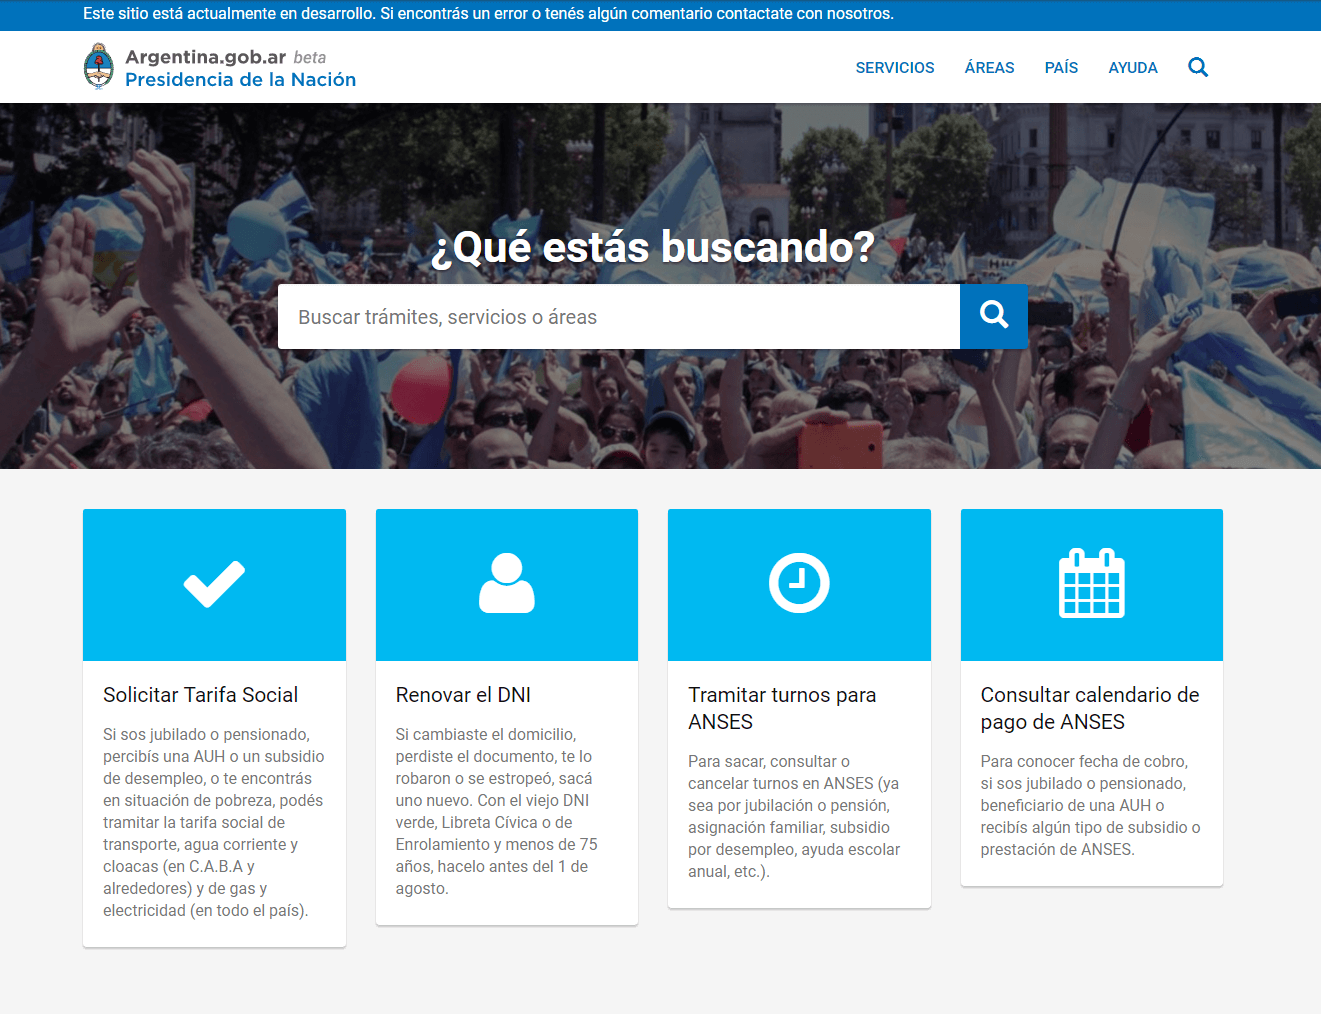 Este sitio está actualmente en desarrollo. Si encontrás un error o tenés algún comentario contactate con nosotros.
Argentina.gob.ar beta
Presidencia de la Nación
SERVICIOS
ÁREAS
PAÍS
AYUDA
¿Qué estás buscando?
Buscar trámites, servicios o áreas
Solicitar Tarifa Social
Si sos jubilado o pensionado,
percibís una AUH o un subsidio
de desempleo, o te encontrás
en situación de pobreza, podés
tramitar la tarifa social de
transporte, agua corriente y
cloacas (en C.A.B.A y
alrededores) y de gas y
electricidad (en todo el país).
Renovar el DNI
Si cambiaste el domicilio,
perdiste el documento, te lo
robaron o se estropeó, sacá
uno nuevo. Con el viejo DNI
verde, Libreta Cívica o de
Enrolamiento y menos de 75
años, hacelo antes del 1 de
agosto.
Tramitar turnos para
ANSES
Para sacar, consultar o
cancelar turnos en ANSES (ya
sea por jubilación o pensión,
asignación familiar, subsidio
por desempleo, ayuda escolar
anual, etc.).
Consultar calendario de
pago de ANSES
Para conocer fecha de cobro,
si sos jubilado o pensionado,
beneficiario de una AUH o
recibís algún tipo de subsidio o
prestación de ANSES.